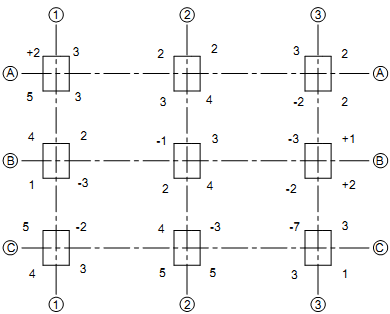 1 2 3
+2 3 2 2 3 2
A A
5 3 3 4 -2 2
4 2 -1 3 -3 +1
B B
1 -3 2 4 -2 +2
5 -2 4 -3 -7 3
C C
4 3 5 5 3 1
1 2 3